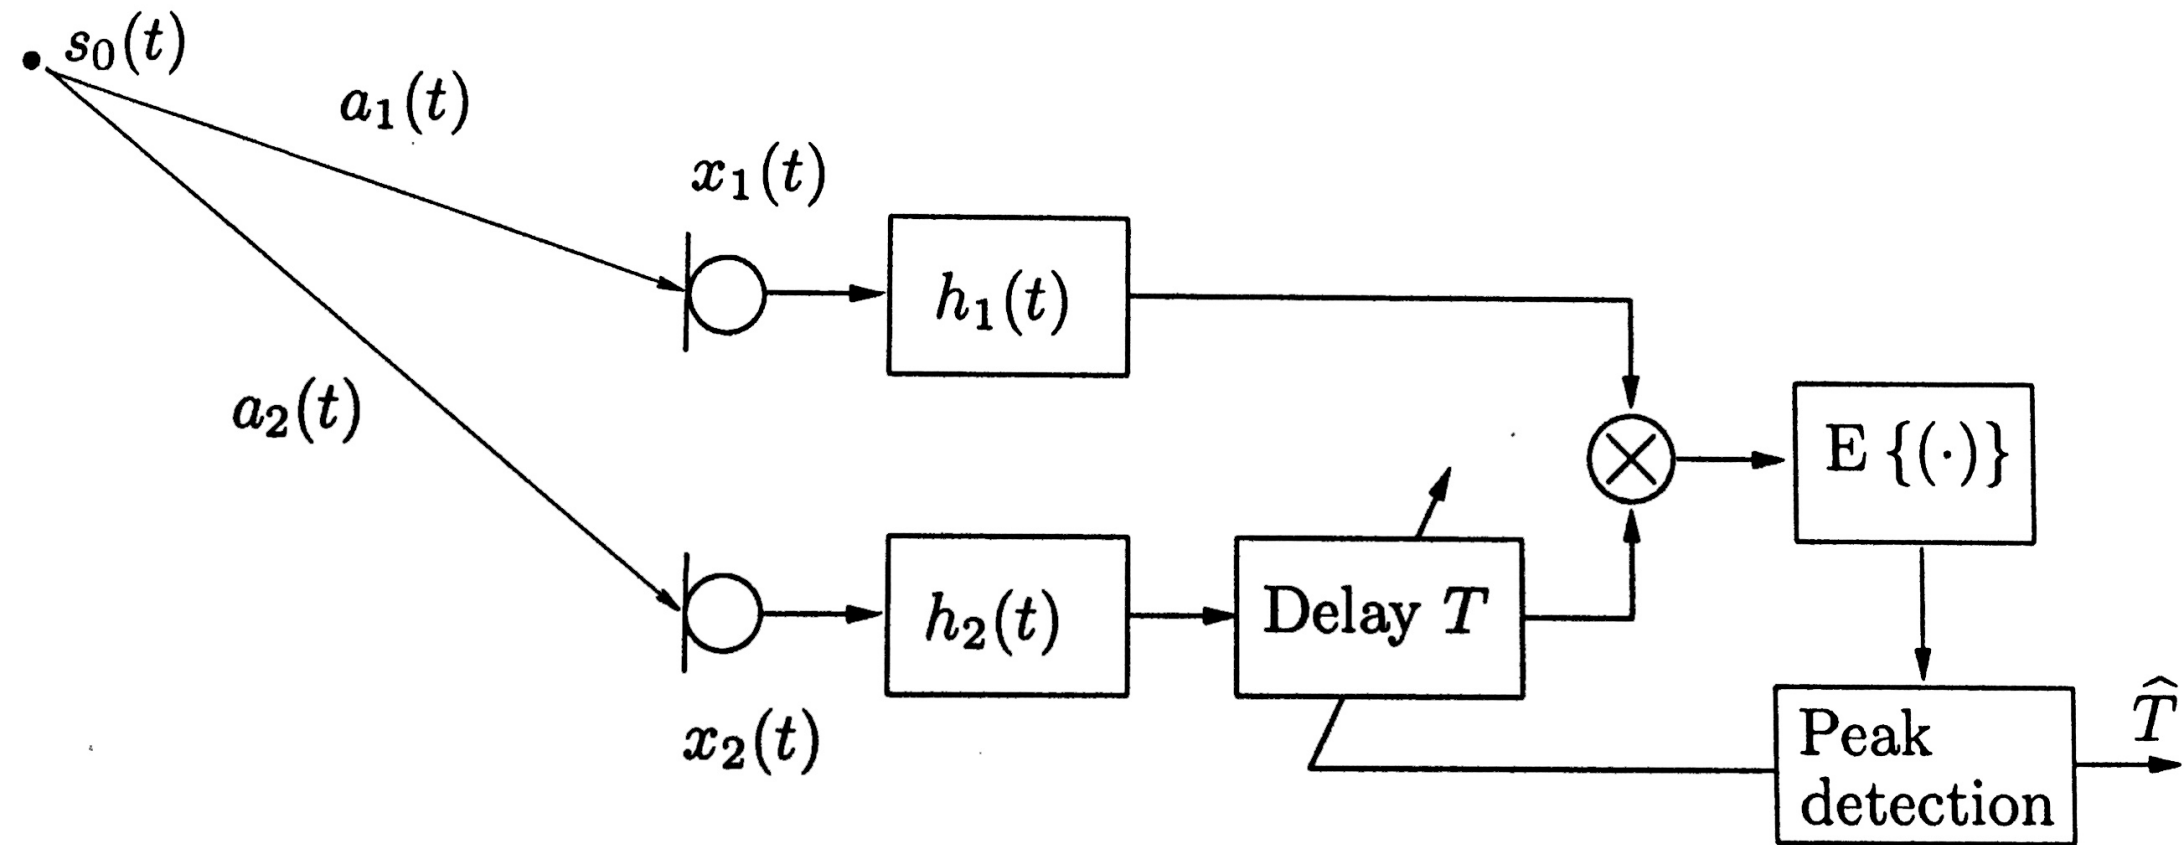 s₀(t)
a₁(t)
x₁(t)
h₁(t)
a₂(t)
E {(·)}
h₂(t)
Delay T
x₂(t)
T̂
Peak
detection